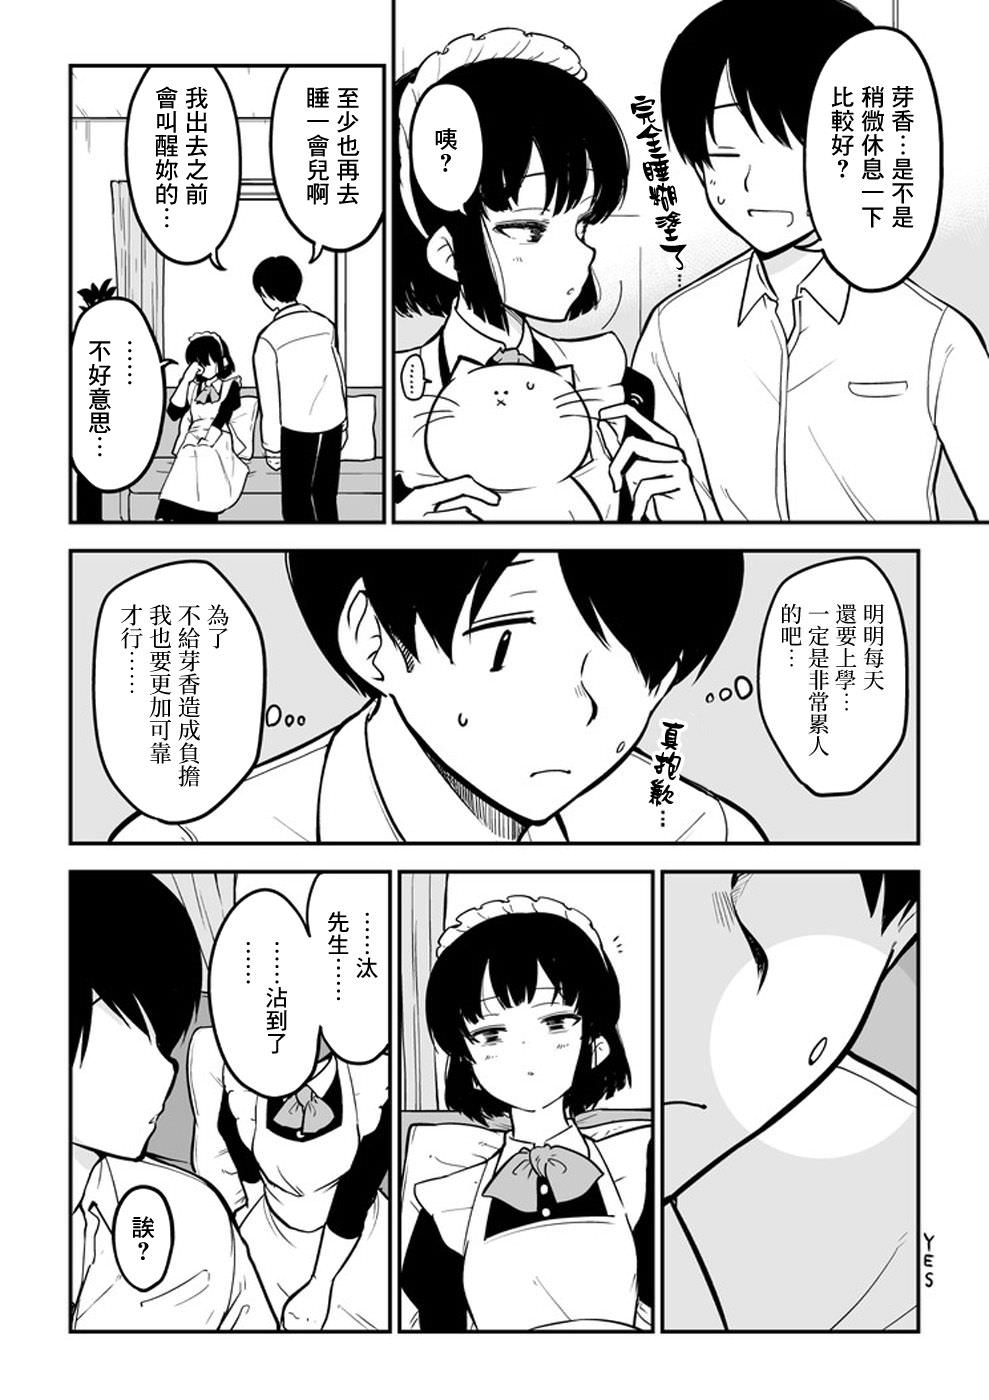 芽香…是不是
稍微休息一下
比較好？
完全睡糊塗了…
咦？
……
至少也再去
睡一會兒啊
我出去之前
會叫醒妳的…
……
不好意思…
明明每天
還要上學…
一定是非常累人
的吧…
真抱歉…
為了
不給芽香造成負擔
我也要更加可靠
才行……
……汰
先生……
……沾到了
……
誒？
YES